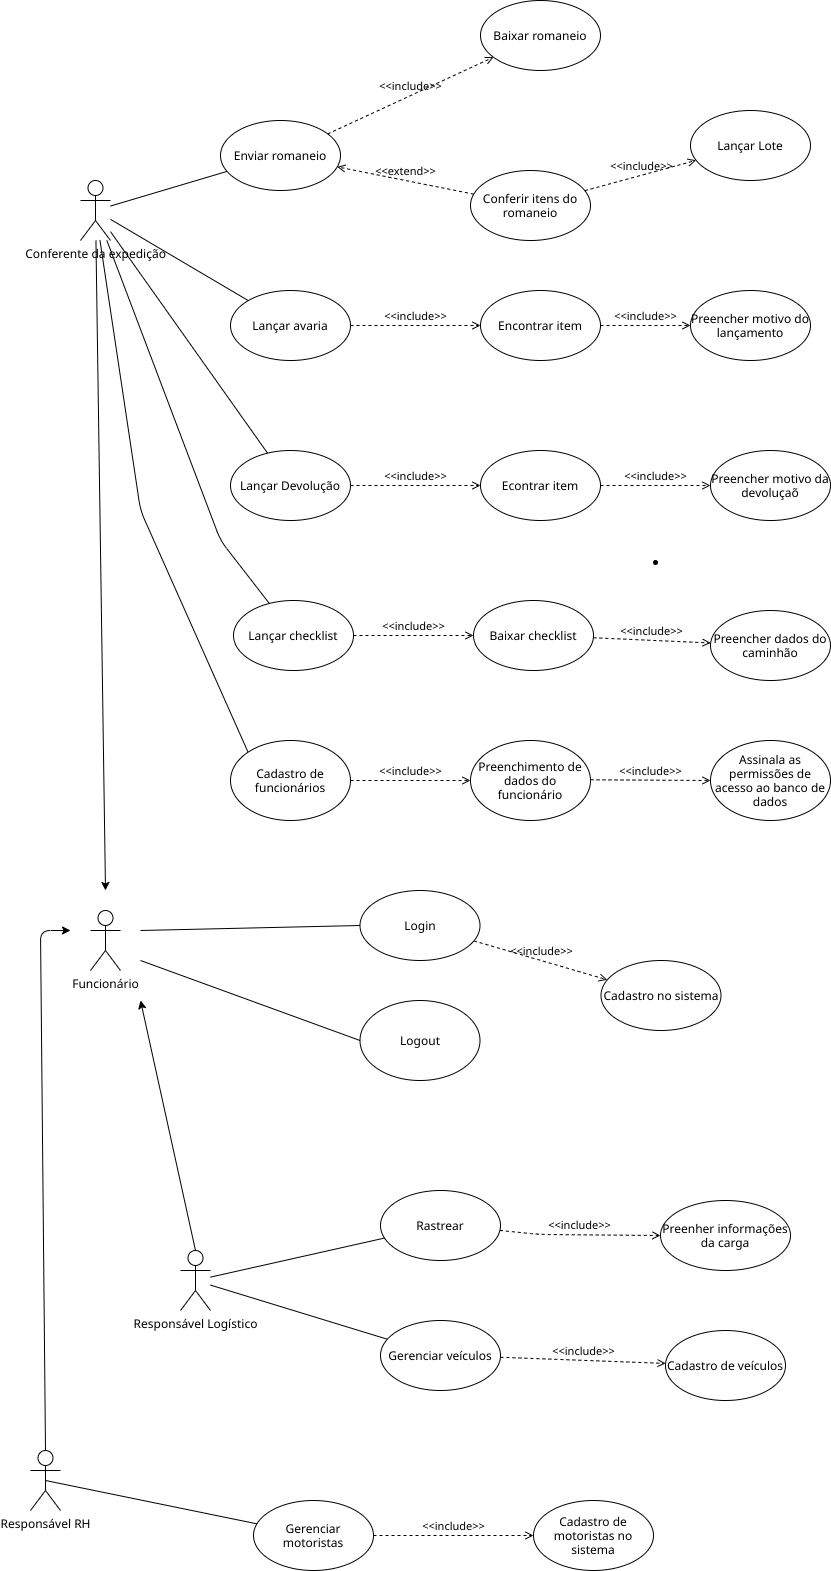 Baixar romaneio
<<include>>
Enviar romaneio
Lançar Lote
<<include>>
<<extend>>
Conferir itens do
romaneio
Conferente da expedição
Lançar avaria
<<include>>
Encontrar item
<<include>>
Preencher motivo do
lançamento
Lançar Devolução
<<include>>
Econtrar item
<<include>>
Preencher motivo da
devoluçaõ
Lançar checklist
<<include>>
Baixar checklist
<<include>>
Preencher dados do
caminhão
Cadastro de
funcionários
<<include>>
Preenchimento de
dados do
funcionário
<<include>>
Assinala as
permissões de
acesso ao banco de
dados
Funcionário
Login
<<include>>
Cadastro no sistema
Logout
Rastrear
<<include>>
Preenher informações
da carga
Responsável Logístico
Gerenciar veículos
<<include>>
Cadastro de veículos
Responsável RH
Gerenciar
motoristas
<<include>>
Cadastro de
motoristas no
sistema